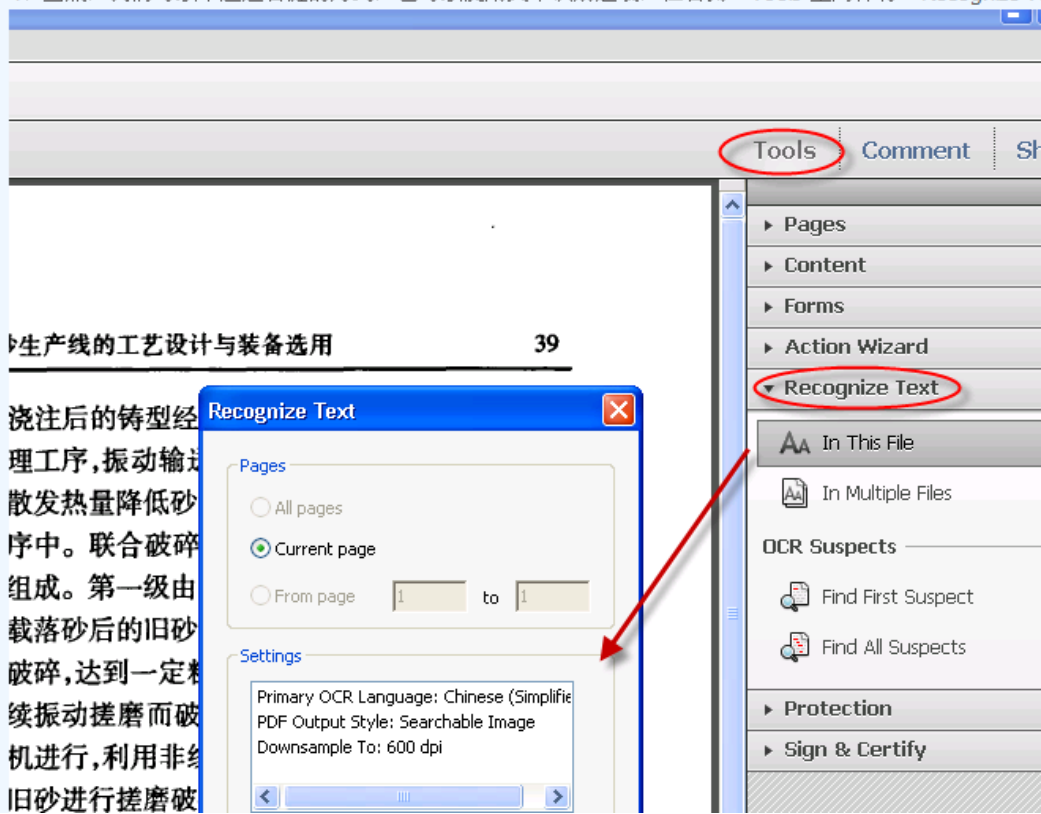 Tools
Comment
▸ Pages
▸ Content
▸ Forms
生产线的工艺设计与装备选用 39
▸ Action Wizard
▾ Recognize Text
浇注后的铸型经
理工序,振动输
散发热量降低砂
序中。联合破碎
组成。第一级由
载落砂后的旧砂
破碎,达到一定
续振动搓磨而破
机进行,利用非
旧砂进行搓磨破
Recognize Text
Pages
All pages
Current page
From page 1 to 1
Settings
Primary OCR Language: Chinese (Simplifie
PDF Output Style: Searchable Image
Downsample To: 600 dpi
In This File
In Multiple Files
OCR Suspects
Find First Suspect
Find All Suspects
▸ Protection
▸ Sign & Certify